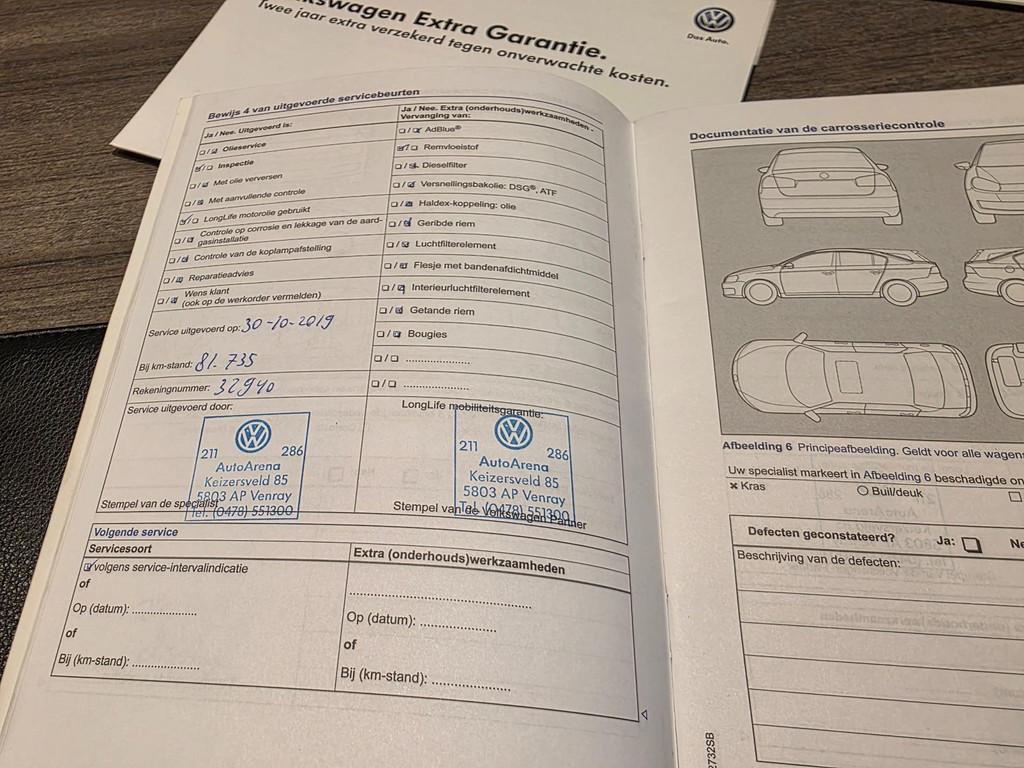 swagen Extra Garantie.
Twee jaar extra verzekerd tegen onverwachte kosten.
Das Auto.
Bewijs 4 van uitgevoerde servicebeurten
Ja / Nee. Uitgevoerd is:
Olieservice
Inspectie
Met olie verversen
Met aanvullende controle
LongLife motorolie gebruikt
Controle op corrosie en lekkage van de aard-
gasinstallatie
Controle van de koplampafstelling
Reparatieadvies
Wens klant
(ook op de werkorder vermelden)
Service uitgevoerd op: 30-10-2019
Bij km-stand: 81.735
Rekeningnummer: 32940
Ja / Nee. Extra (onderhouds)werkzaamheden -
Vervanging van:
AdBlue®
Remvloeistof
Dieselfilter
Versnellingsbakolie: DSG®, ATF
Haldex-koppeling: olie
Geribde riem
Luchtfilterelement
Flesje met bandenafdichtmiddel
Interieurluchtfilterelement
Getande riem
Bougies
Service uitgevoerd door:
211 286
AutoArena
Keizersveld 85
5803 AP Venray
Tel. (0478) 551300
Stempel van de specialist
LongLife mobiliteitsgarantie:
211 286
AutoArena
Keizersveld 85
5803 AP Venray
Tel. (0478) 551300
Stempel van de Volkswagen Partner
Volgende service
Servicesoort
volgens service-intervalindicatie
of
Op (datum): ................
of
Bij (km-stand): ................
Extra (onderhouds)werkzaamheden
Op (datum): ..................
of
Bij (km-stand): ...................
Documentatie van de carrosseriecontrole
Afbeelding 6 Principeafbeelding. Geldt voor alle wagen
Uw specialist markeert in Afbeelding 6 beschadigde on
Kras
Buil/deuk
Defecten geconstateerd? Ja: Ne
Beschrijving van de defecten:
2732SB